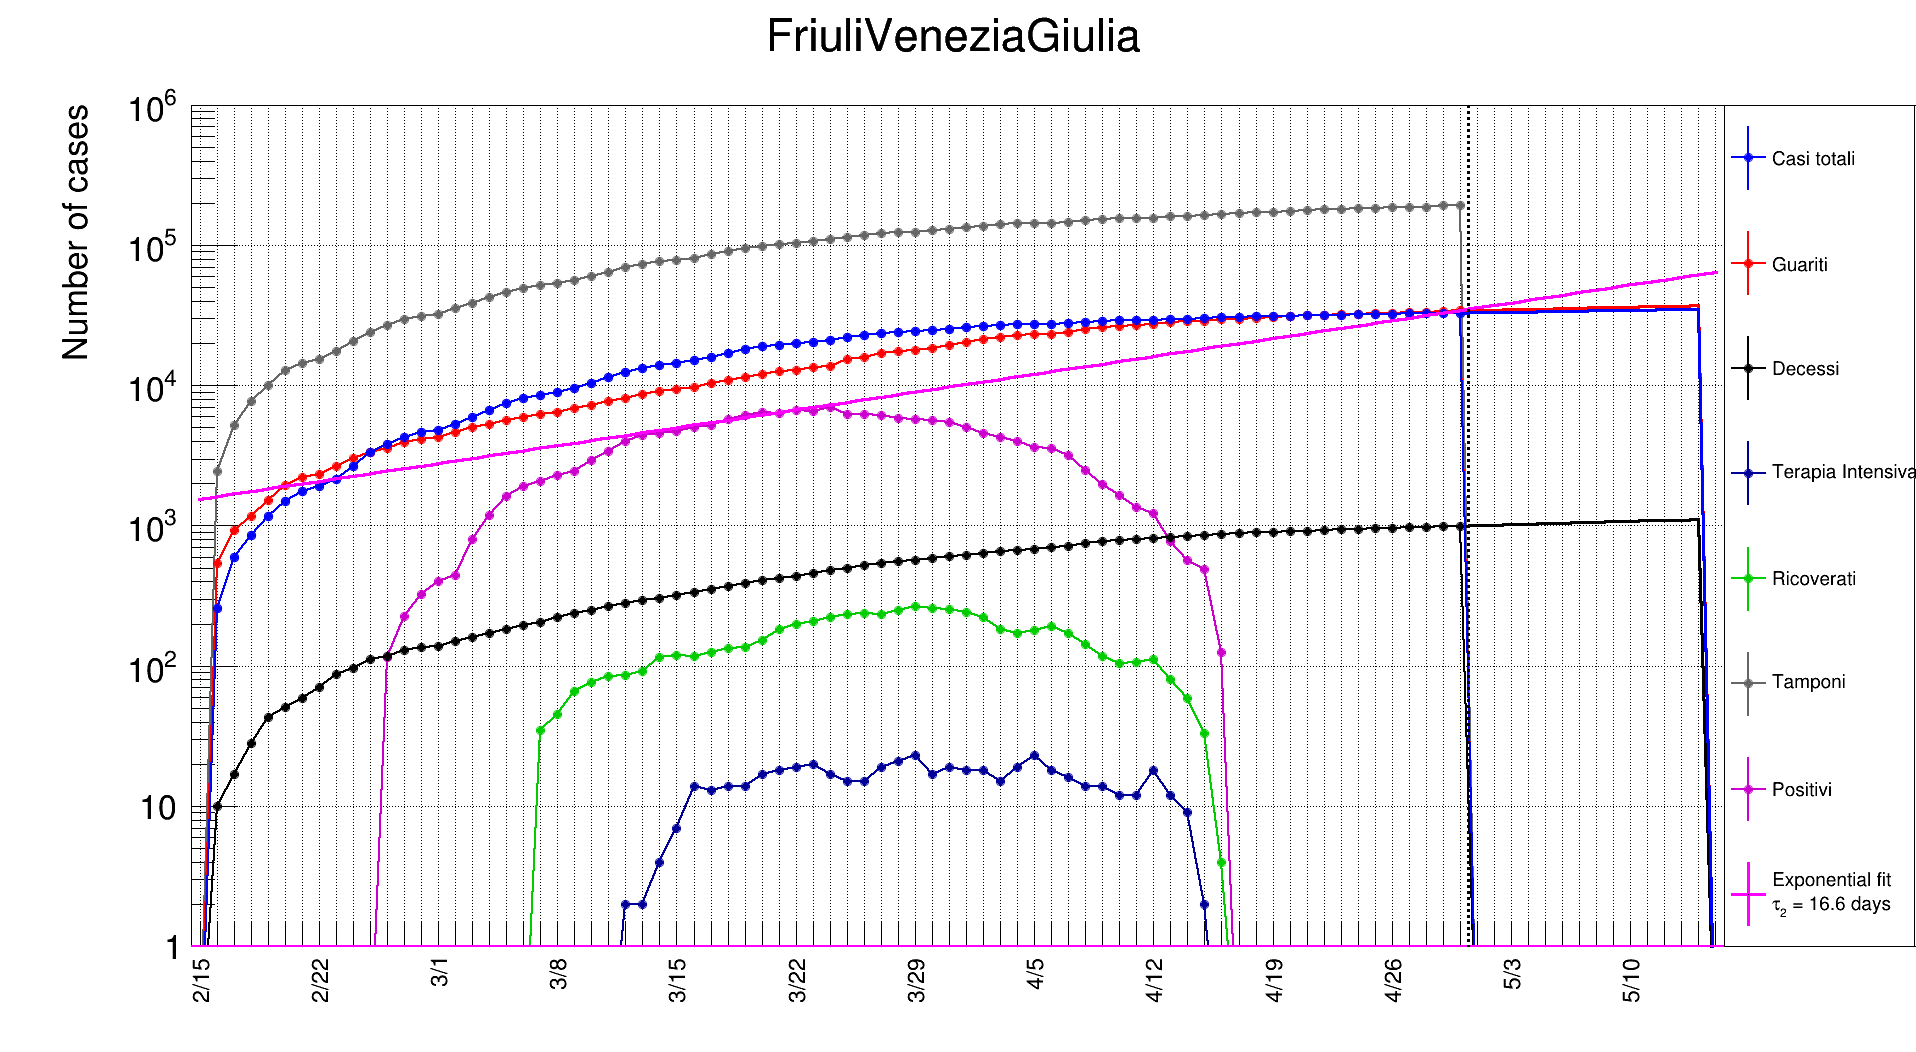 FriuliVeneziaGiulia
Number of cases
10^6
10^5
10^4
10^3
10^2
10
1
2/15
2/22
3/1
3/8
3/15
3/22
3/29
4/5
4/12
4/19
4/26
5/3
5/10
Casi totali
Guariti
Decessi
Terapia Intensiva
Ricoverati
Tamponi
Positivi
Exponential fit
τ_2 = 16.6 days